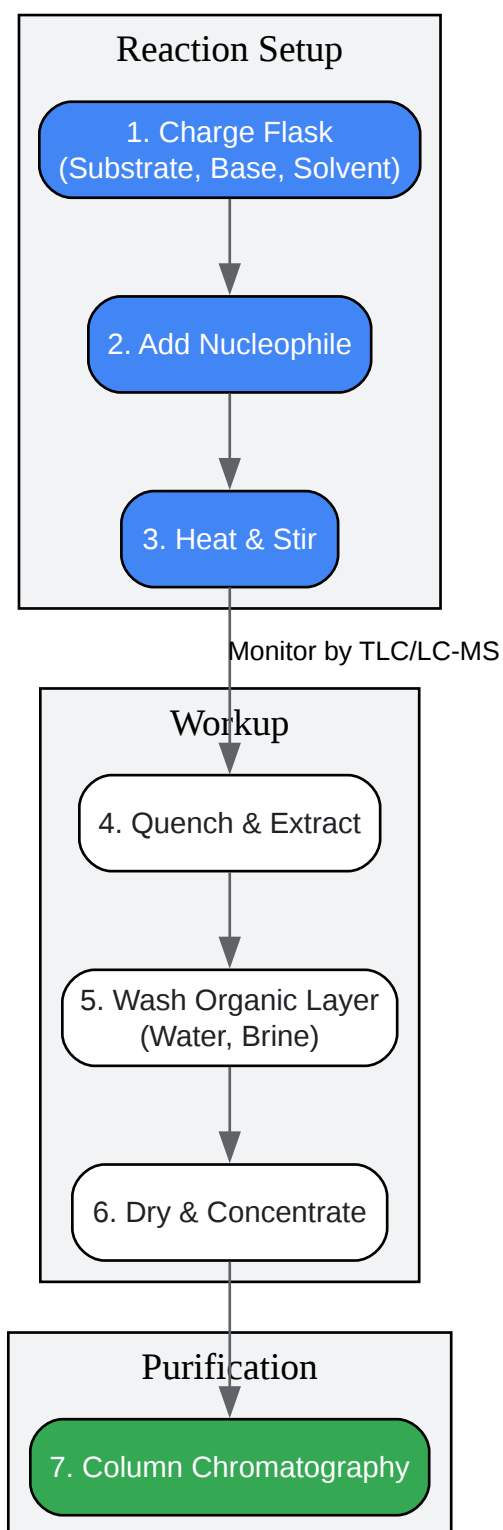 Reaction Setup
1. Charge Flask
(Substrate, Base, Solvent)
2. Add Nucleophile
3. Heat & Stir
Monitor by TLC/LC-MS
Workup
4. Quench & Extract
5. Wash Organic Layer
(Water, Brine)
6. Dry & Concentrate
Purification
7. Column Chromatography